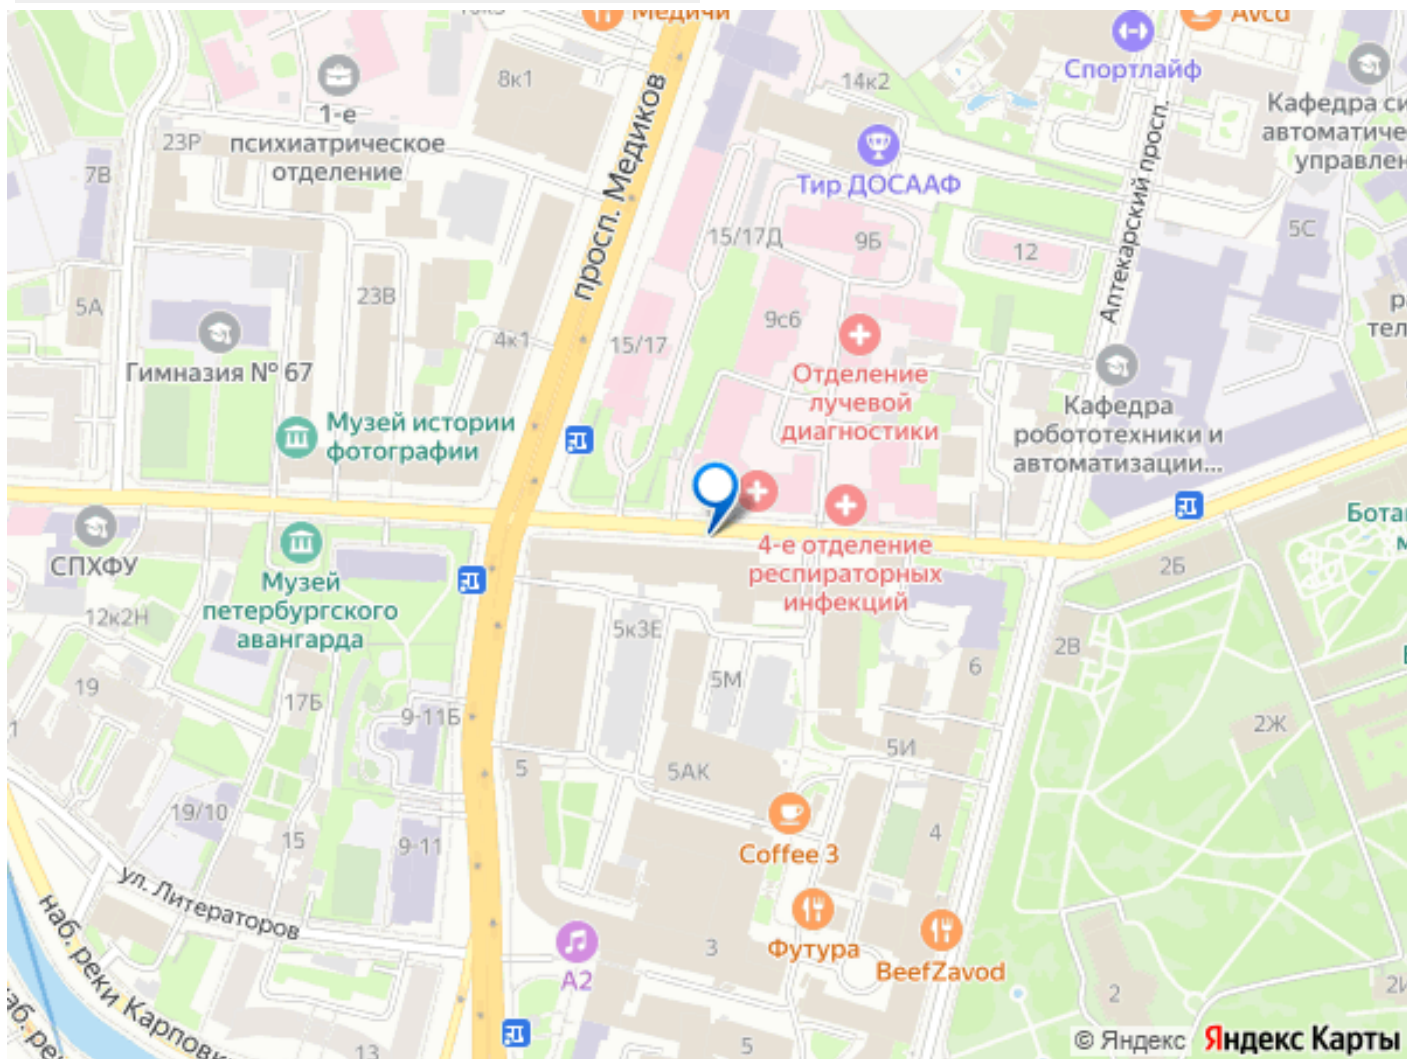 Медичи
Avcd
8к1
Спортлайф
14к2
1-е
психиатрическое
отделение
23Р
7В
просп. Медиков
Тир ДОСААФ
Аптекарский просп.
Кафедра си
автоматиче
управлен
5С
15/17Д
9Б
12
5А
23В
4к1
15/17
9с6
Гимназия № 67
Отделение
лучевой
диагностики
Музей истории
фотографии
Кафедра
робототехники и
автоматизации...
тел
СПХФУ
Музей
петербургского
авангарда
4-е отделение
респираторных
инфекций
Бота
2Б
12к2Н
5к3Е
2В
19
17Б
5М
6
9-11Б
2Ж
5И
5
5АК
19/10
15
9-11
4
Coffee 3
ул. Литераторов
наб. реки Карпови
Футура
3
А2
BeefZavod
2
13
5
© Яндекс Яндекс Карты